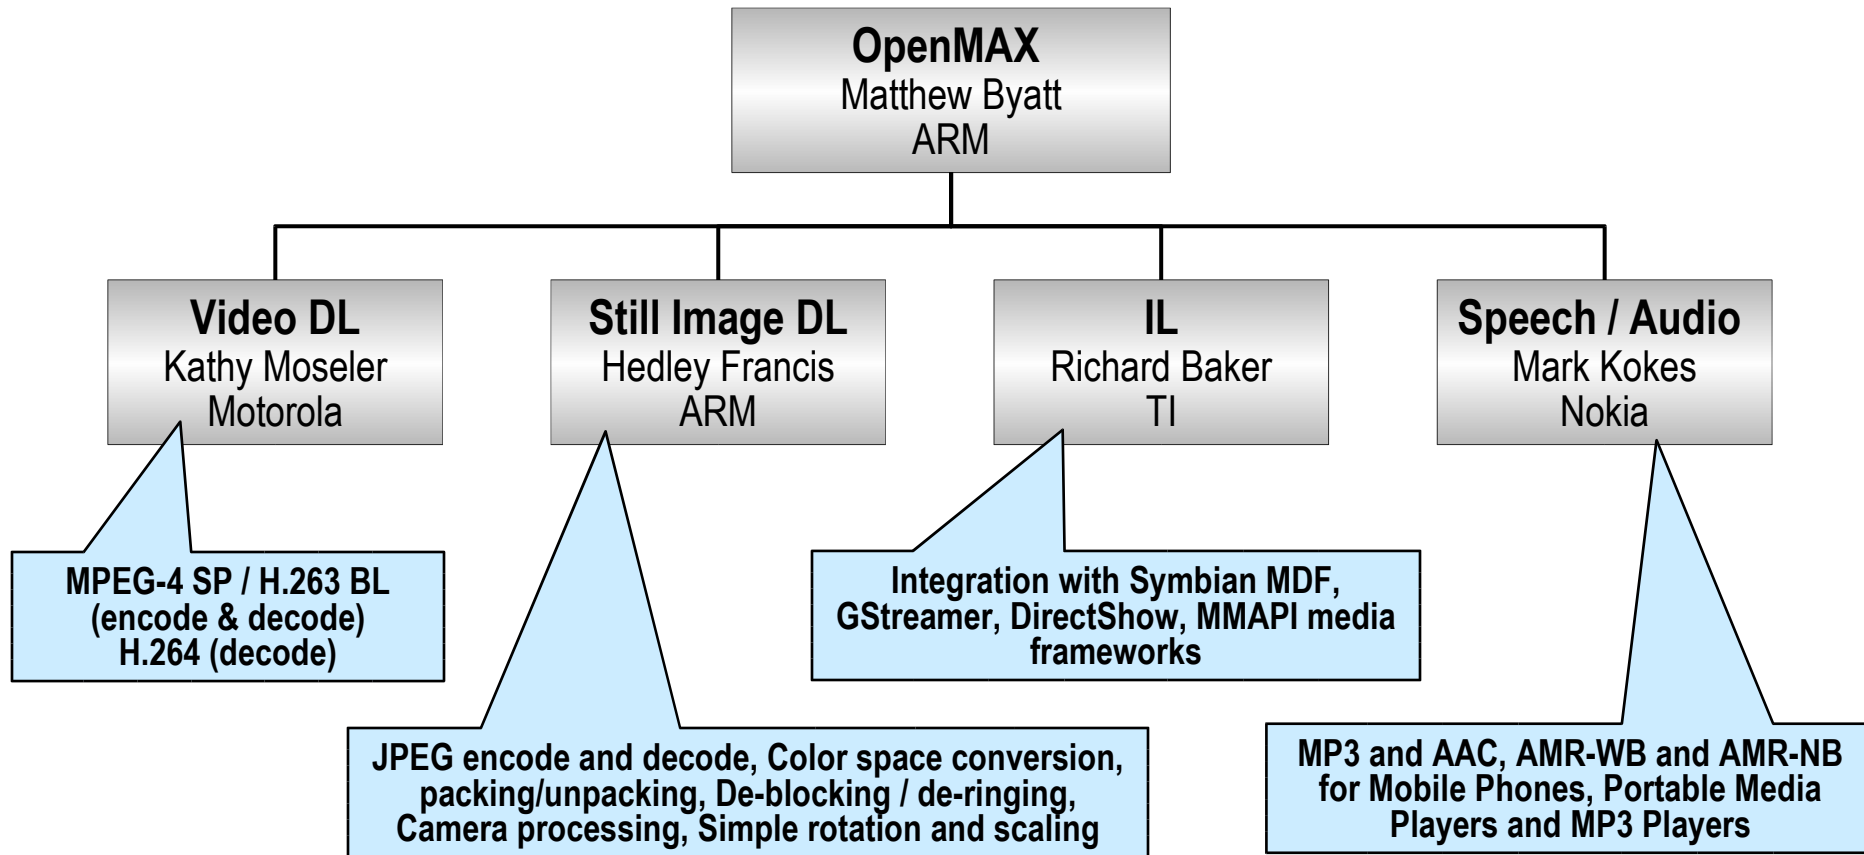 OpenMAX
Matthew Byatt
ARM
Video DL
Kathy Moseler
Motorola
Still Image DL
Hedley Francis
ARM
IL
Richard Baker
TI
Speech / Audio
Mark Kokes
Nokia
MPEG-4 SP / H.263 BL
(encode & decode)
H.264 (decode)
Integration with Symbian MDF,
GStreamer, DirectShow, MMAPI media
frameworks
JPEG encode and decode, Color space conversion,
packing/unpacking, De-blocking / de-ringing,
Camera processing, Simple rotation and scaling
MP3 and AAC, AMR-WB and AMR-NB
for Mobile Phones, Portable Media
Players and MP3 Players